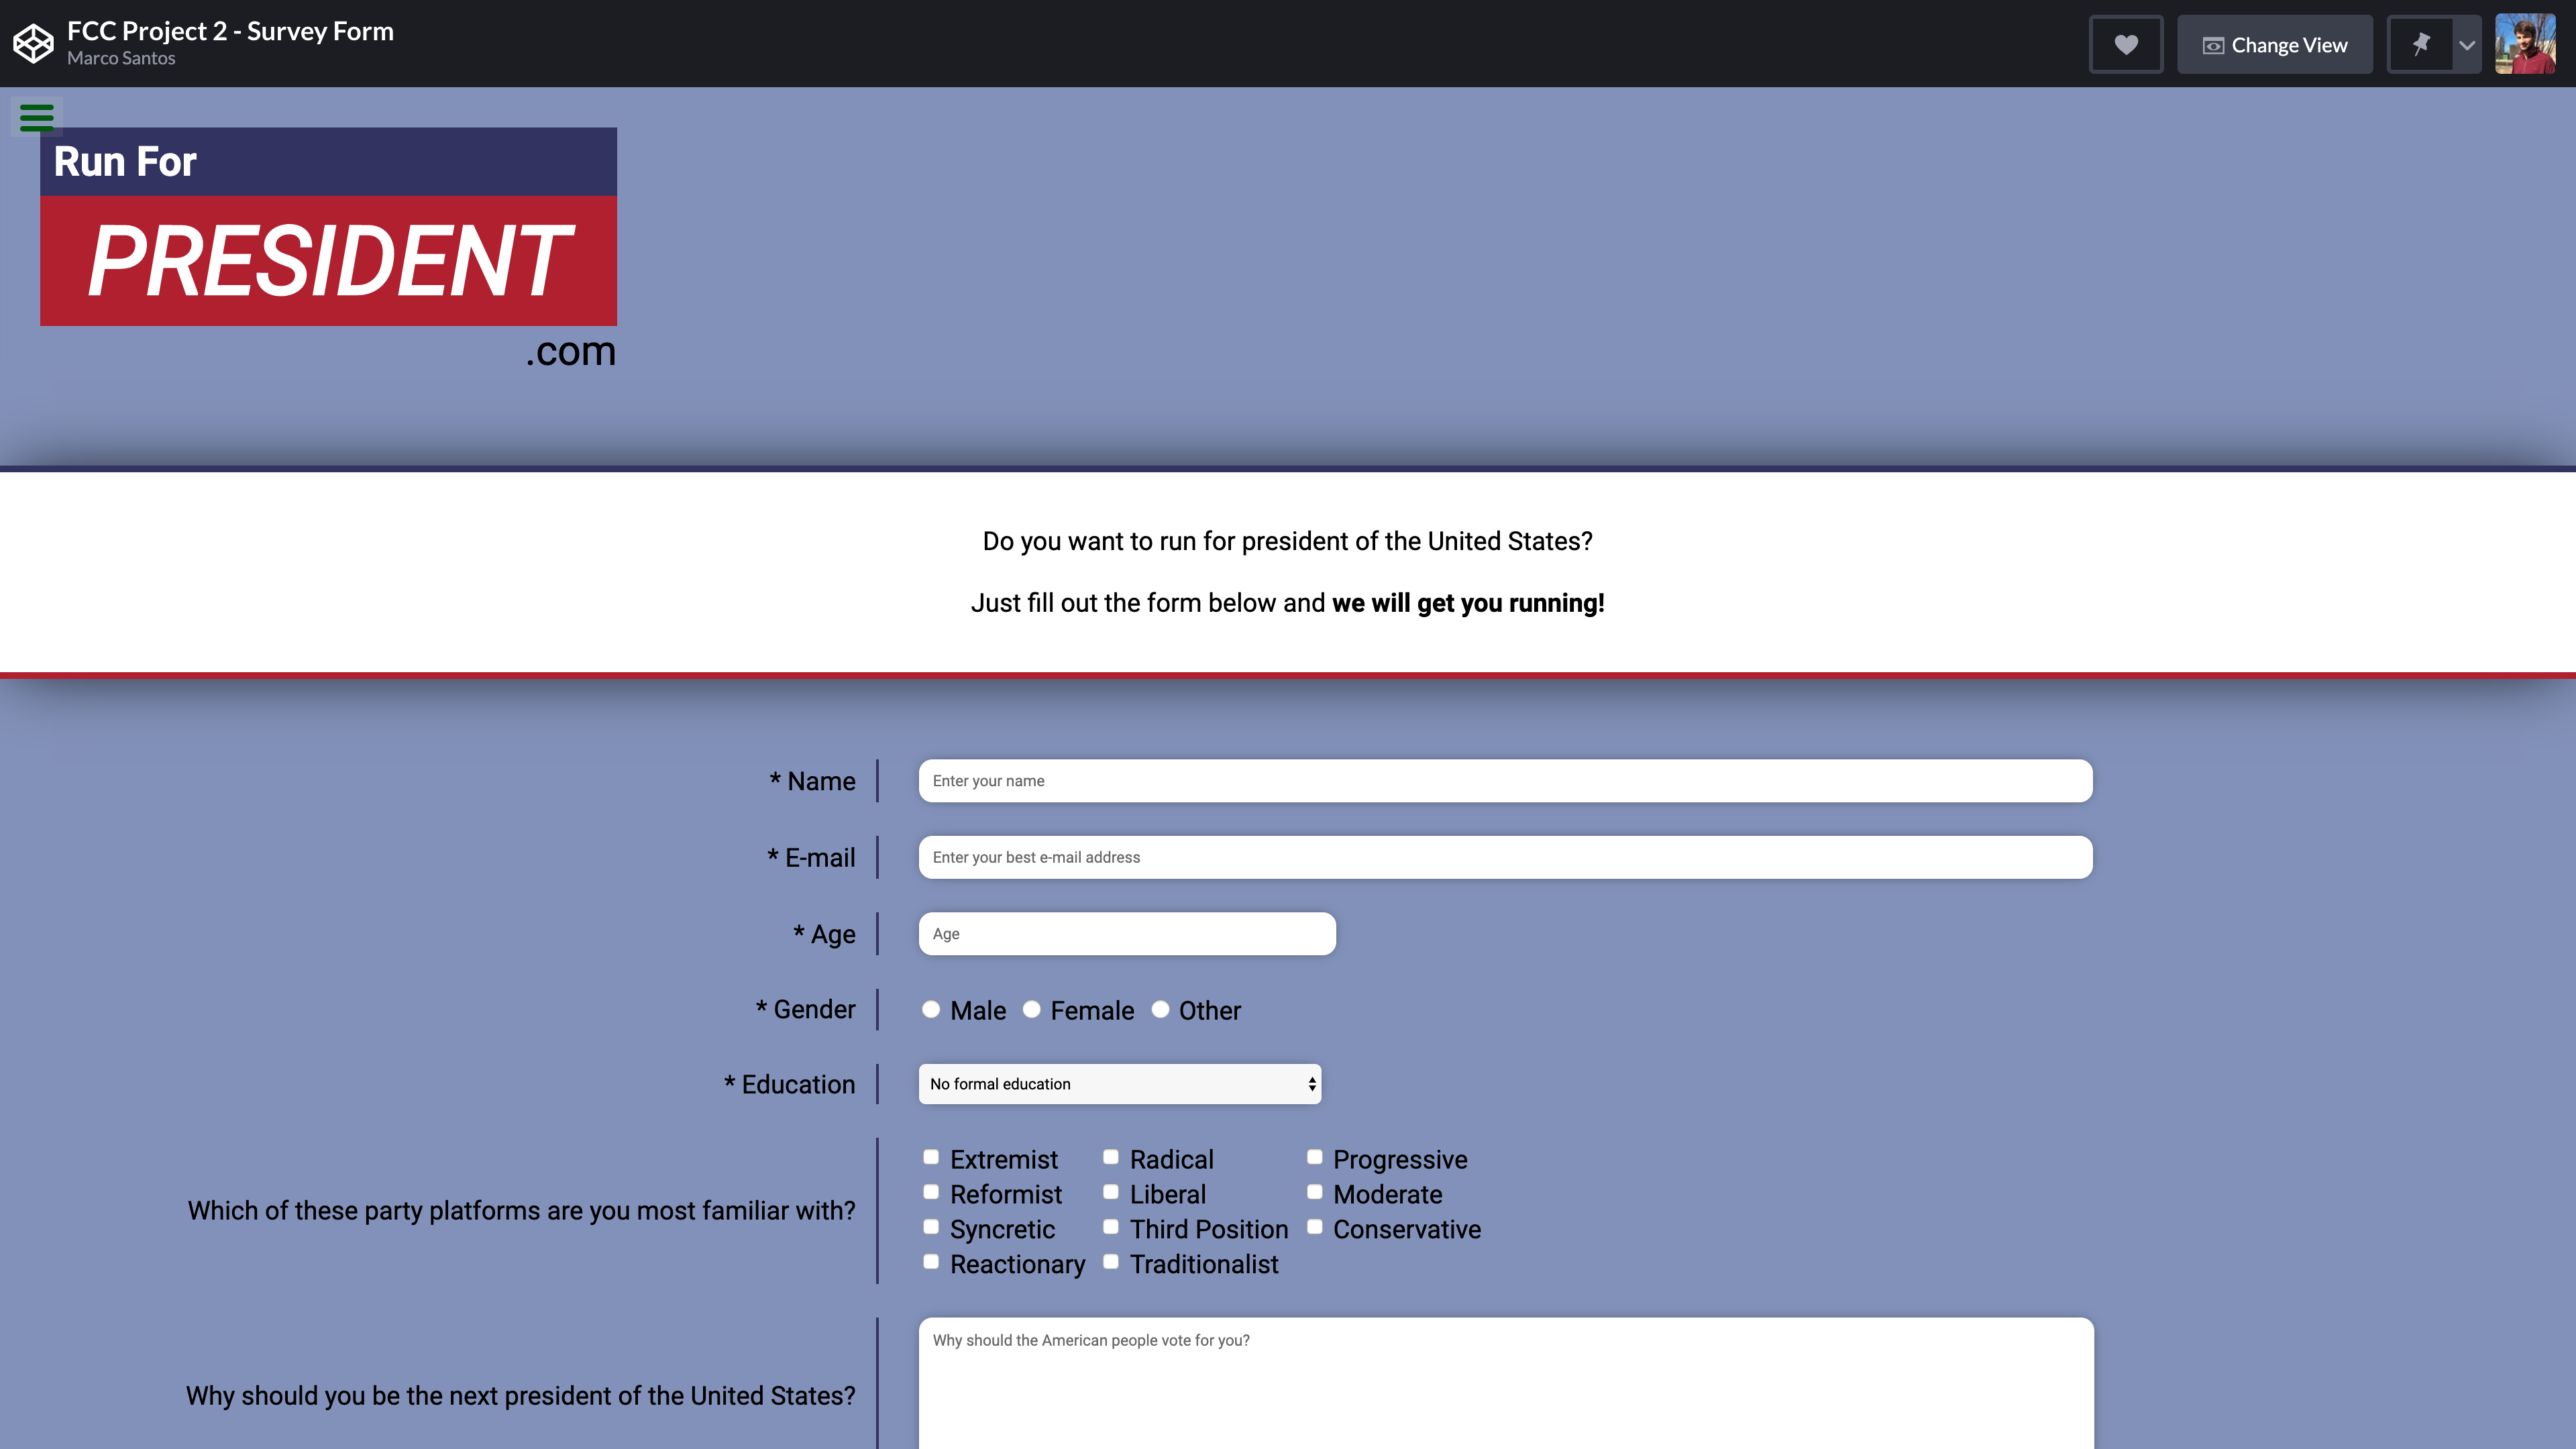 FCC Project 2 - Survey Form
Marco Santos
Change View
Run For
PRESIDENT
.com
Do you want to run for president of the United States?
Just fill out the form below and we will get you running!
* Name
Enter your name
* E-mail
Enter your best e-mail address
* Age
Age
* Gender
Male Female Other
* Education
No formal education
Which of these party platforms are you most familiar with?
Extremist Radical Progressive
Reformist Liberal Moderate
Syncretic Third Position Conservative
Reactionary Traditionalist
Why should you be the next president of the United States?
Why should the American people vote for you?